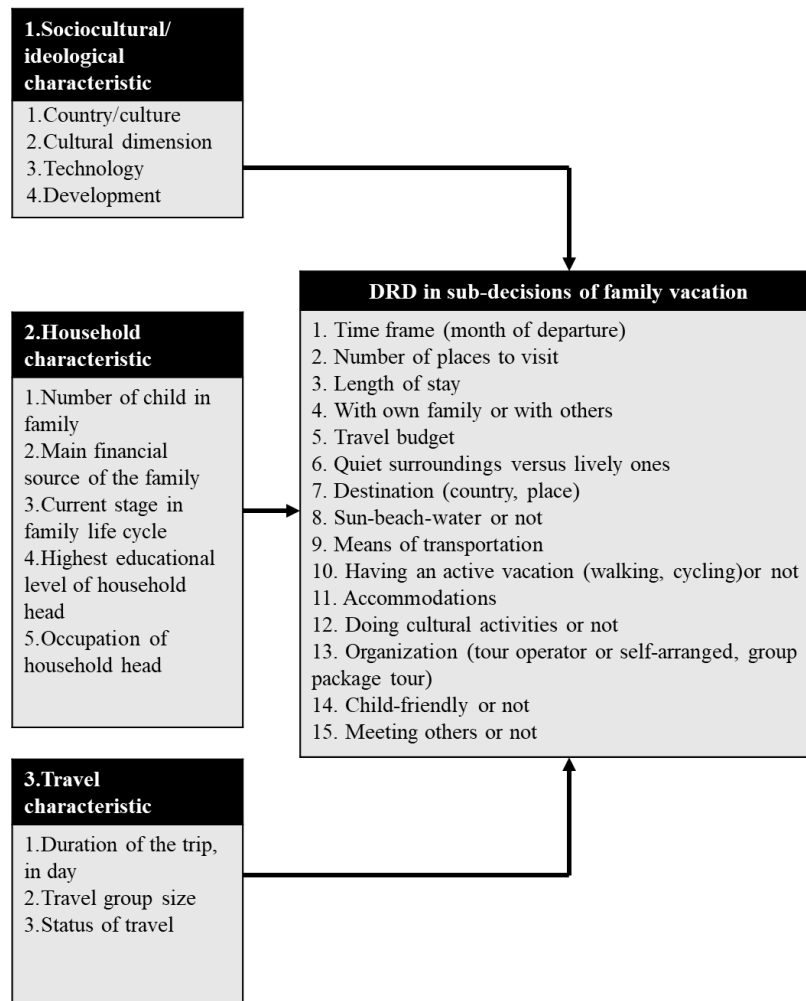 1.Sociocultural/
ideological
characteristic
1.Country/culture
2.Cultural dimension
3.Technology
4.Development
DRD in sub-decisions of family vacation
1. Time frame (month of departure)
2. Number of places to visit
3. Length of stay
4. With own family or with others
5. Travel budget
6. Quiet surroundings versus lively ones
7. Destination (country, place)
8. Sun-beach-water or not
9. Means of transportation
10. Having an active vacation (walking, cycling)or not
11. Accommodations
12. Doing cultural activities or not
13. Organization (tour operator or self-arranged, group
package tour)
14. Child-friendly or not
15. Meeting others or not
2.Household
characteristic
1.Number of child in
family
2.Main financial
source of the family
3.Current stage in
family life cycle
4.Highest educational
level of household
head
5.Occupation of
household head
3.Travel
characteristic
1.Duration of the trip,
in day
2.Travel group size
3.Status of travel